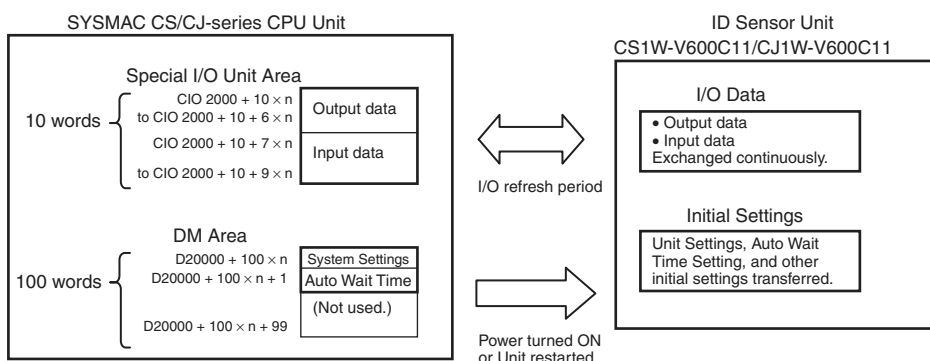 SYSMAC CS/CJ-series CPU Unit
Special I/O Unit Area
10 words
CIO 2000 + 10 × n
to CIO 2000 + 10 + 6 × n
Output data
CIO 2000 + 10 + 7 × n
to CIO 2000 + 10 + 9 × n
Input data
DM Area
100 words
D20000 + 100 × n
System Settings
D20000 + 100 × n + 1
Auto Wait Time
(Not used.)
D20000 + 100 × n + 99
I/O refresh period
Power turned ON
or Unit restarted
ID Sensor Unit
CS1W-V600C11/CJ1W-V600C11
I/O Data
• Output data
• Input data
Exchanged continuously.
Initial Settings
Unit Settings, Auto Wait
Time Setting, and other
initial settings transferred.